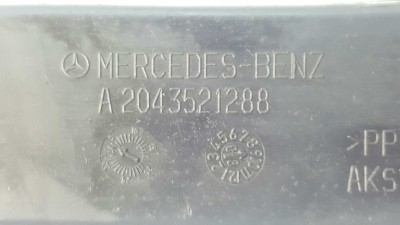 MERCEDES-BENZ
A 2043521288
>PP
AKS